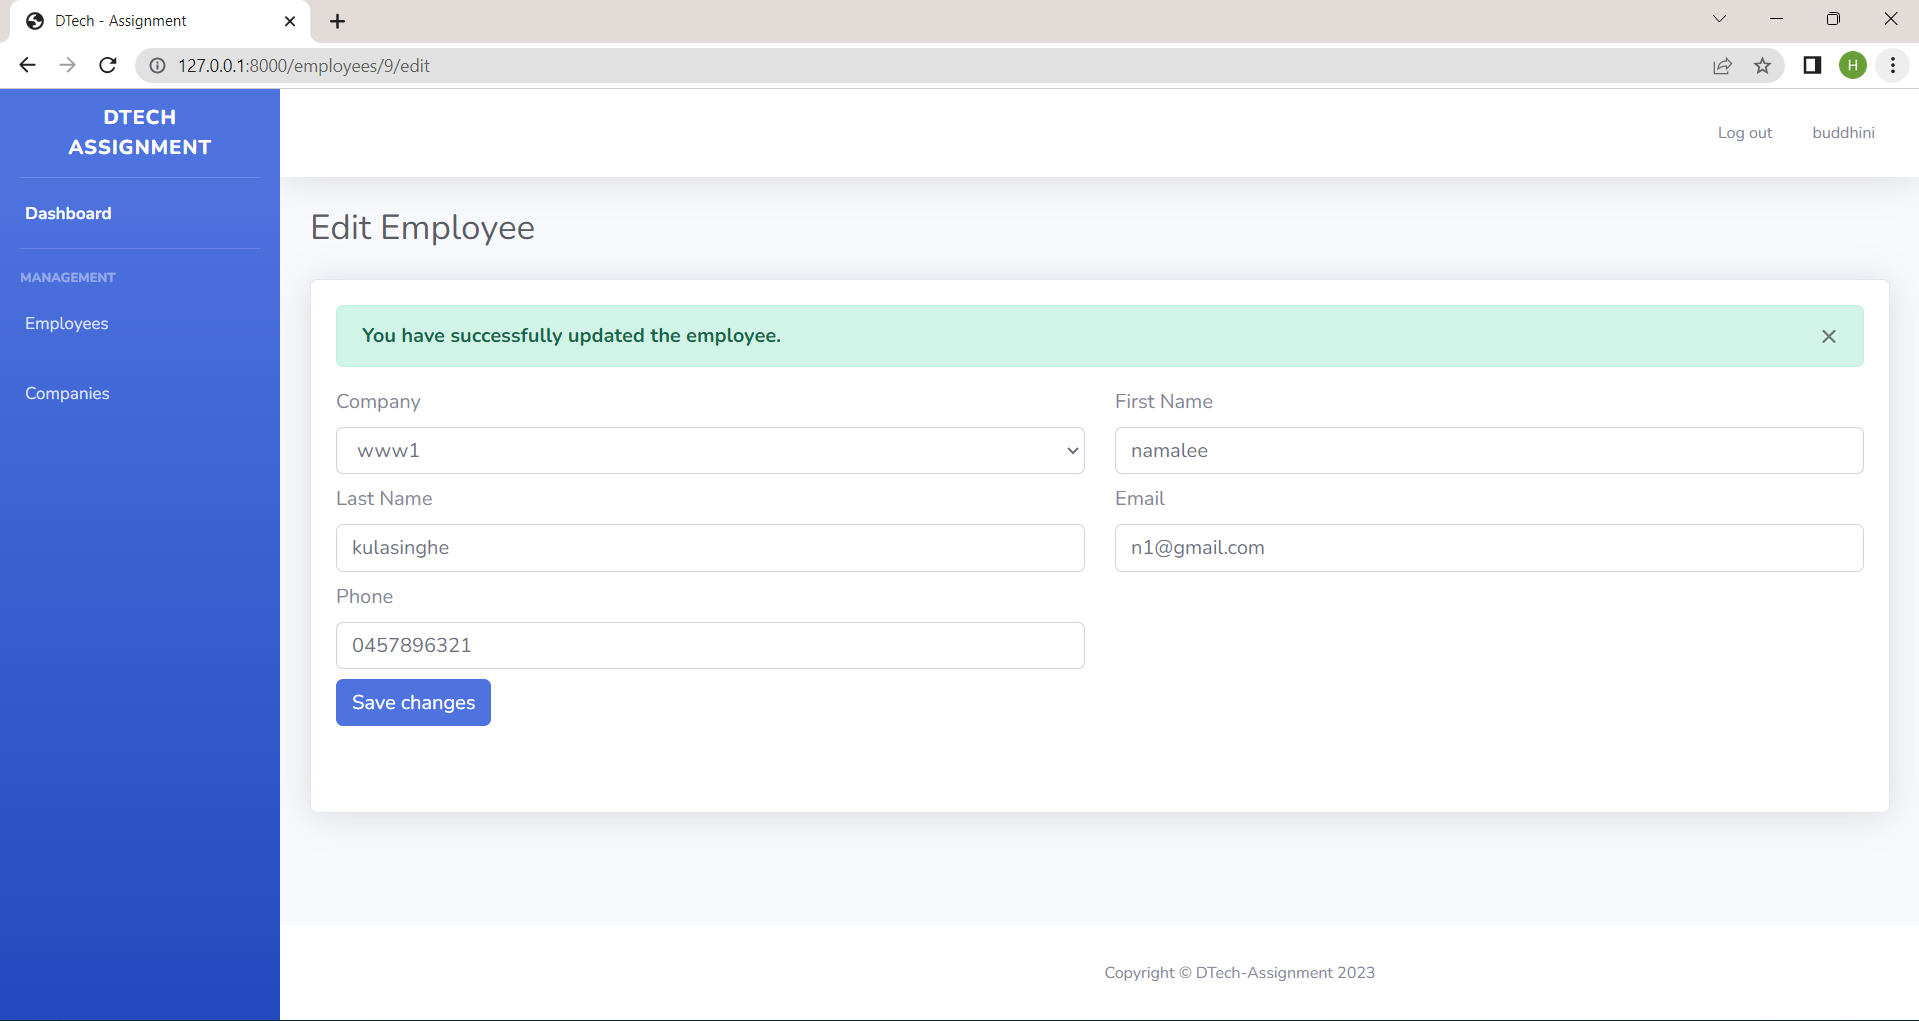 DTech - Assignment
127.0.0.1:8000/employees/9/edit
H
DTECH
ASSIGNMENT
Log out
buddhini
Dashboard
MANAGEMENT
Employees
Companies
Edit Employee
You have successfully updated the employee.
Company
First Name
www1
namalee
Last Name
Email
kulasinghe
n1@gmail.com
Phone
0457896321
Save changes
Copyright © DTech-Assignment 2023